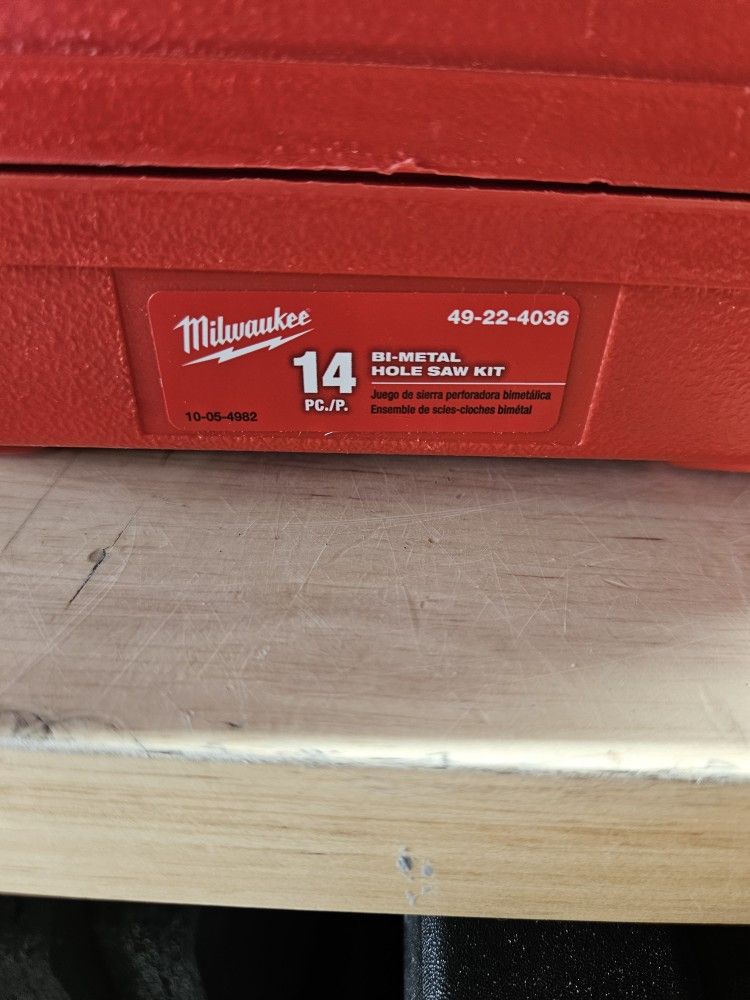 Milwaukee
49-22-4036
14
PC./P.
BI-METAL
HOLE SAW KIT
Juego de sierra perforadora bimetálica
Ensemble de scies-cloches bimétal
10-05-4982